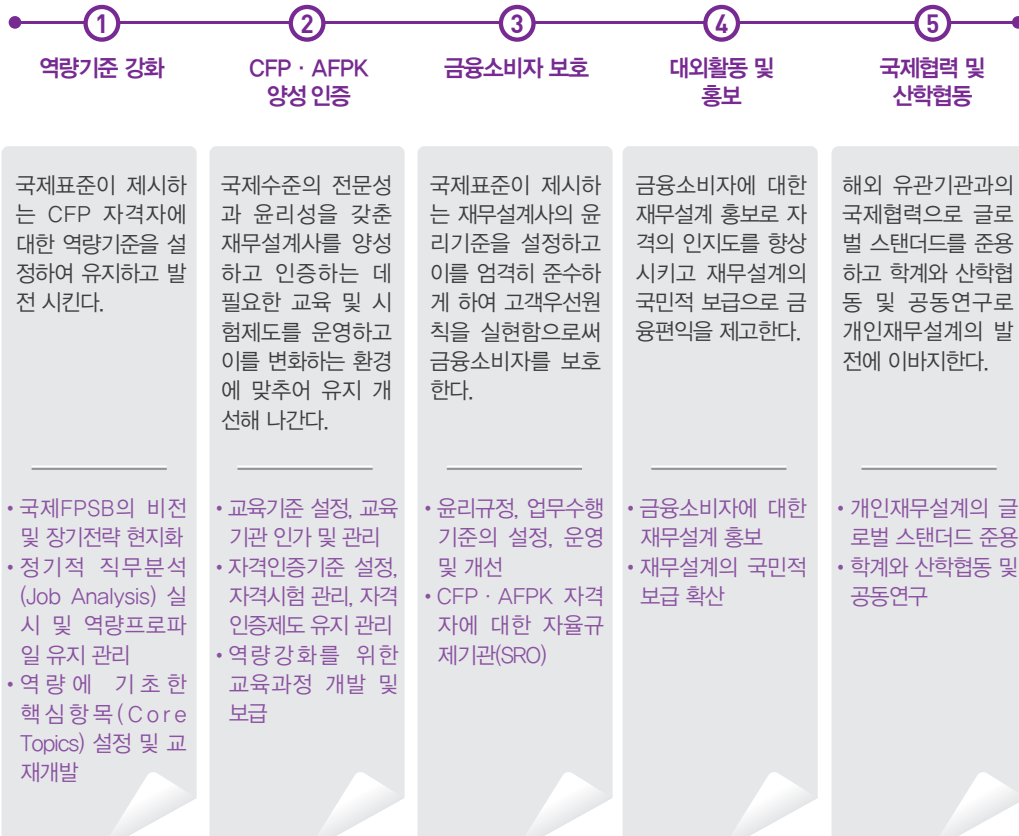 1
역량기준 강화
국제표준이 제시하
는 CFP 자격자에
대한 역량기준을 설
정하여 유지하고 발
전 시킨다.
• 국제FPSB의 비전
및 장기전략 현지화
• 정기적 직무분석
(Job Analysis) 실
시 및 역량프로파
일 유지 관리
• 역량에 기초한
핵심항목(Core
Topics) 설정 및 교
재개발
2
CFP · AFPK
양성 인증
국제수준의 전문성
과 윤리성을 갖춘
재무설계사를 양성
하고 인증하는 데
필요한 교육 및 시
험제도를 운영하고
이를 변화하는 환경
에 맞추어 유지 개
선해 나간다.
• 교육기준 설정, 교육
기관 인가 및 관리
• 자격인증기준 설정,
자격시험 관리, 자격
인증제도 유지 관리
• 역량강화를 위한
교육과정 개발 및
보급
3
금융소비자 보호
국제표준이 제시하
는 재무설계사의 윤
리기준을 설정하고
이를 엄격히 준수하
게 하여 고객우선원
칙을 실현함으로써
금융소비자를 보호
한다.
• 윤리규정, 업무수행
기준의 설정, 운영
및 개선
• CFP · AFPK 자격
자에 대한 자율규
제기관(SRO)
4
대외활동 및
홍보
금융소비자에 대한
재무설계 홍보로 자
격의 인지도를 향상
시키고 재무설계의
국민적 보급으로 금
융편익을 제고한다.
• 금융소비자에 대한
재무설계 홍보
• 재무설계의 국민적
보급 확산
5
국제협력 및
산학협동
해외 유관기관과의
국제협력으로 글로
벌 스탠더드를 준용
하고 학계와 산학협
동 및 공동연구로
개인재무설계의 발
전에 이바지한다.
• 개인재무설계의 글
로벌 스탠더드 준용
• 학계와 산학협동 및
공동연구